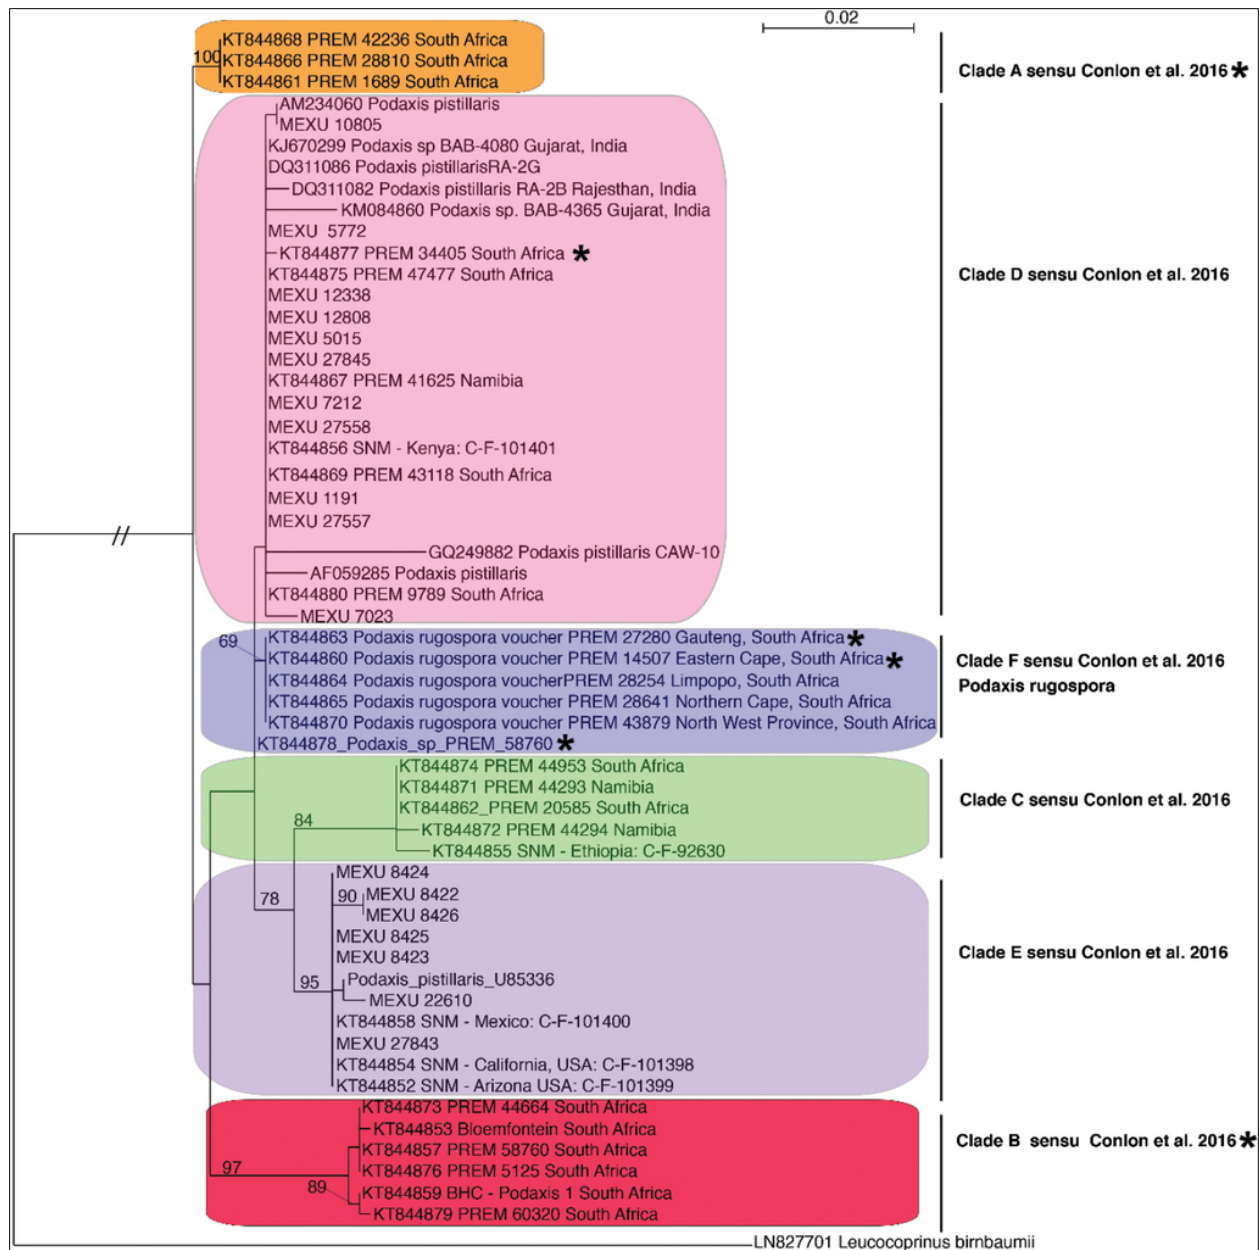 0.02
KT844868 PREM 42236 South Africa
100
KT844866 PREM 28810 South Africa
KT844861 PREM 1689 South Africa
Clade A sensu Conlon et al. 2016 *
AM234060 Podaxis pistillaris
MEXU 10805
KJ670299 Podaxis sp BAB-4080 Gujarat, India
DQ311086 Podaxis pistillarisRA-2G
DQ311082 Podaxis pistillaris RA-2B Rajesthan, India
KM084860 Podaxis sp. BAB-4365 Gujarat, India
MEXU 5772
KT844877 PREM 34405 South Africa *
KT844875 PREM 47477 South Africa
Clade D sensu Conlon et al. 2016
MEXU 12338
MEXU 12808
MEXU 5015
MEXU 27845
KT844867 PREM 41625 Namibia
MEXU 7212
MEXU 27558
KT844856 SNM - Kenya: C-F-101401
KT844869 PREM 43118 South Africa
MEXU 1191
MEXU 27557
//
GQ249882 Podaxis pistillaris CAW-10
AF059285 Podaxis pistillaris
KT844880 PREM 9789 South Africa
MEXU 7023
69
KT844863 Podaxis rugospora voucher PREM 27280 Gauteng, South Africa *
KT844860 Podaxis rugospora voucher PREM 14507 Eastern Cape, South Africa *
KT844864 Podaxis rugospora voucherPREM 28254 Limpopo, South Africa
KT844865 Podaxis rugospora voucher PREM 28641 Northern Cape, South Africa
KT844870 Podaxis rugospora voucher PREM 43879 North West Province, South Africa
KT844878_Podaxis_sp_PREM_58760 *
Clade F sensu Conlon et al. 2016
Podaxis rugospora
KT844874 PREM 44953 South Africa
KT844871 PREM 44293 Namibia
KT844862_PREM 20585 South Africa
84
KT844872 PREM 44294 Namibia
KT844855 SNM - Ethiopia: C-F-92630
Clade C sensu Conlon et al. 2016
78
MEXU 8424
90
MEXU 8422
MEXU 8426
MEXU 8425
MEXU 8423
95
Podaxis_pistillaris_U85336
MEXU 22610
KT844858 SNM - Mexico: C-F-101400
MEXU 27843
KT844854 SNM - California, USA: C-F-101398
KT844852 SNM - Arizona USA: C-F-101399
Clade E sensu Conlon et al. 2016
KT844873 PREM 44664 South Africa
KT844853 Bloemfontein South Africa
KT844857 PREM 58760 South Africa
97
KT844876 PREM 5125 South Africa
89
KT844859 BHC - Podaxis 1 South Africa
KT844879 PREM 60320 South Africa
Clade B sensu Conlon et al. 2016 *
LN827701 Leucocoprinus birnbaumii